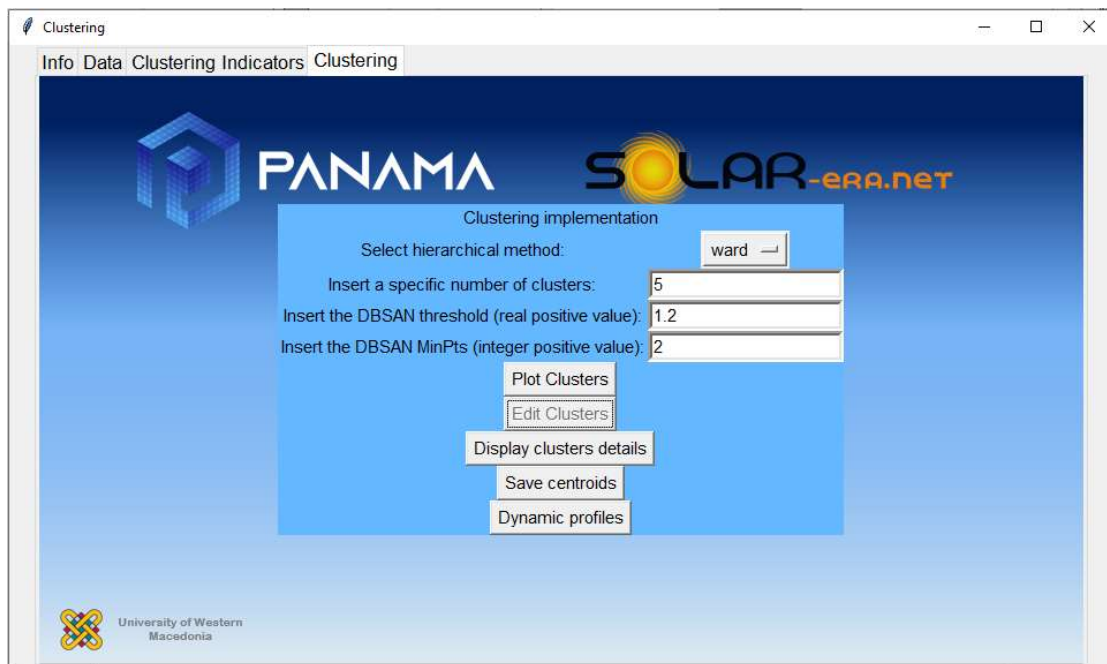 Clustering
Info Data Clustering Indicators Clustering
PANAMA
SOLAR-ERA.NET
Clustering implementation
Select hierarchical method: ward
Insert a specific number of clusters: 5
Insert the DBSAN threshold (real positive value): 1.2
Insert the DBSAN MinPts (integer positive value): 2
Plot Clusters
Edit Clusters
Display clusters details
Save centroids
Dynamic profiles
University of Western
Macedonia